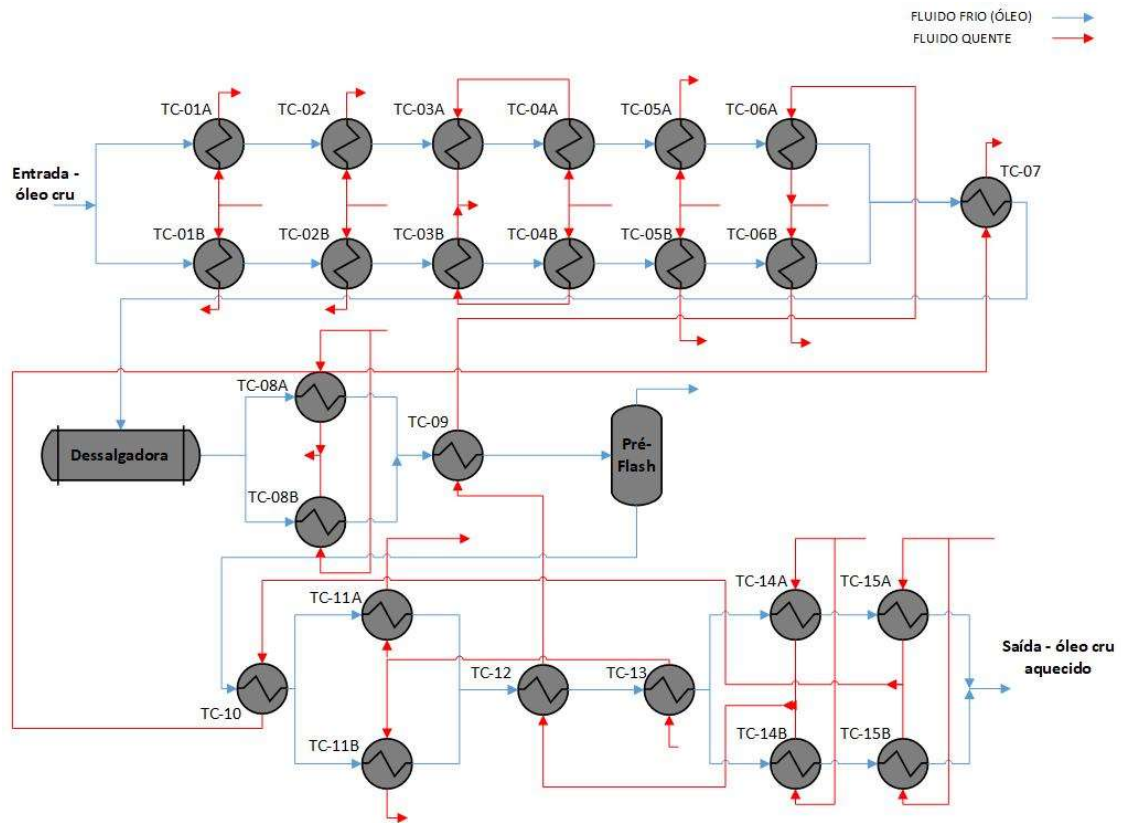 FLUIDO FRIO (ÓLEO)
FLUIDO QUENTE
TC-01A
TC-02A
TC-03A
TC-04A
TC-05A
TC-06A
Entrada -
óleo cru
TC-07
TC-01B
TC-02B
TC-03B
TC-04B
TC-05B
TC-06B
TC-08A
TC-09
Dessalgadora
Pré-
Flash
TC-08B
TC-11A
TC-14A
TC-15A
TC-12
TC-13
Saída - óleo cru
aquecido
TC-10
TC-11B
TC-14B
TC-15B